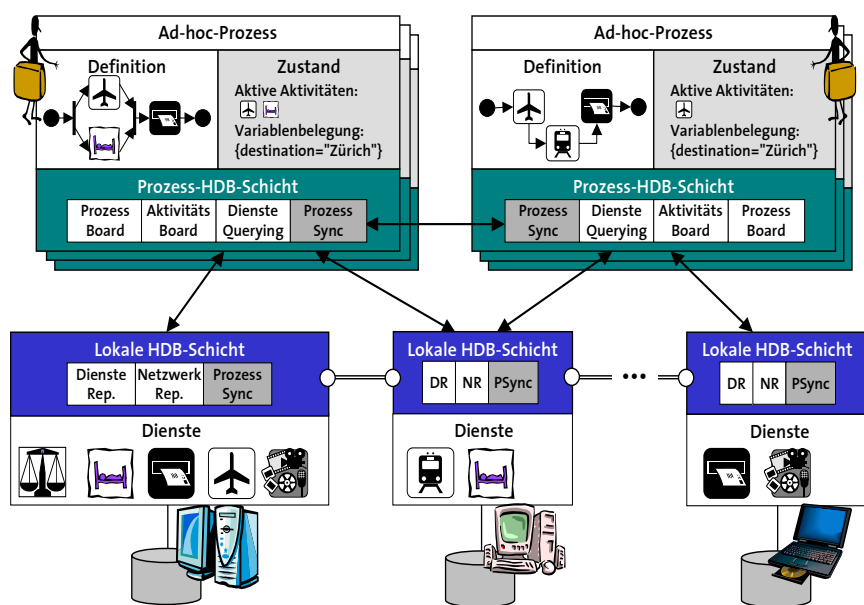 Ad-hoc-Prozess
Definition
Zustand
Aktive Aktivitäten:
Variablenbelegung:
{destination="Zürich"}
Prozess-HDB-Schicht
Prozess
Board
Aktivitäts
Board
Dienste
Querying
Prozess
Sync
Ad-hoc-Prozess
Definition
Zustand
Aktive Aktivitäten:
Variablenbelegung:
{destination="Zürich"}
Prozess-HDB-Schicht
Prozess
Sync
Dienste
Querying
Aktivitäts
Board
Prozess
Board
Lokale HDB-Schicht
Dienste
Rep.
Netzwerk
Rep.
Prozess
Sync
Dienste
Lokale HDB-Schicht
DR
NR
PSync
Dienste
...
Lokale HDB-Schicht
DR
NR
PSync
Dienste